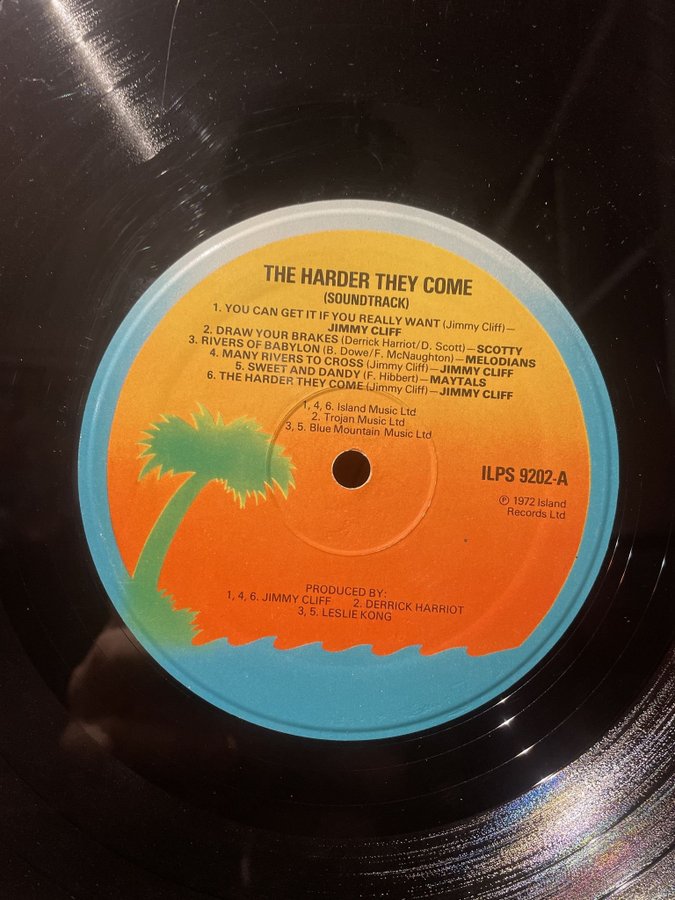 THE HARDER THEY COME
(SOUNDTRACK)
1. YOU CAN GET IT IF YOU REALLY WANT (Jimmy Cliff)—
JIMMY CLIFF
2. DRAW YOUR BRAKES (Derrick Harriot/D. Scott)—SCOTTY
3. RIVERS OF BABYLON (B. Dowe/F. McNaughton)—MELODIANS
4. MANY RIVERS TO CROSS (Jimmy Cliff)—JIMMY CLIFF
5. SWEET AND DANDY (F. Hibbert)—MAYTALS
6. THE HARDER THEY COME (Jimmy Cliff)—JIMMY CLIFF
1, 4, 6. Island Music Ltd
2. Trojan Music Ltd
3, 5. Blue Mountain Music Ltd
ILPS 9202-A
℗ 1972 Island
Records Ltd
PRODUCED BY:
1, 4, 6. JIMMY CLIFF 2. DERRICK HARRIOT
3, 5. LESLIE KONG